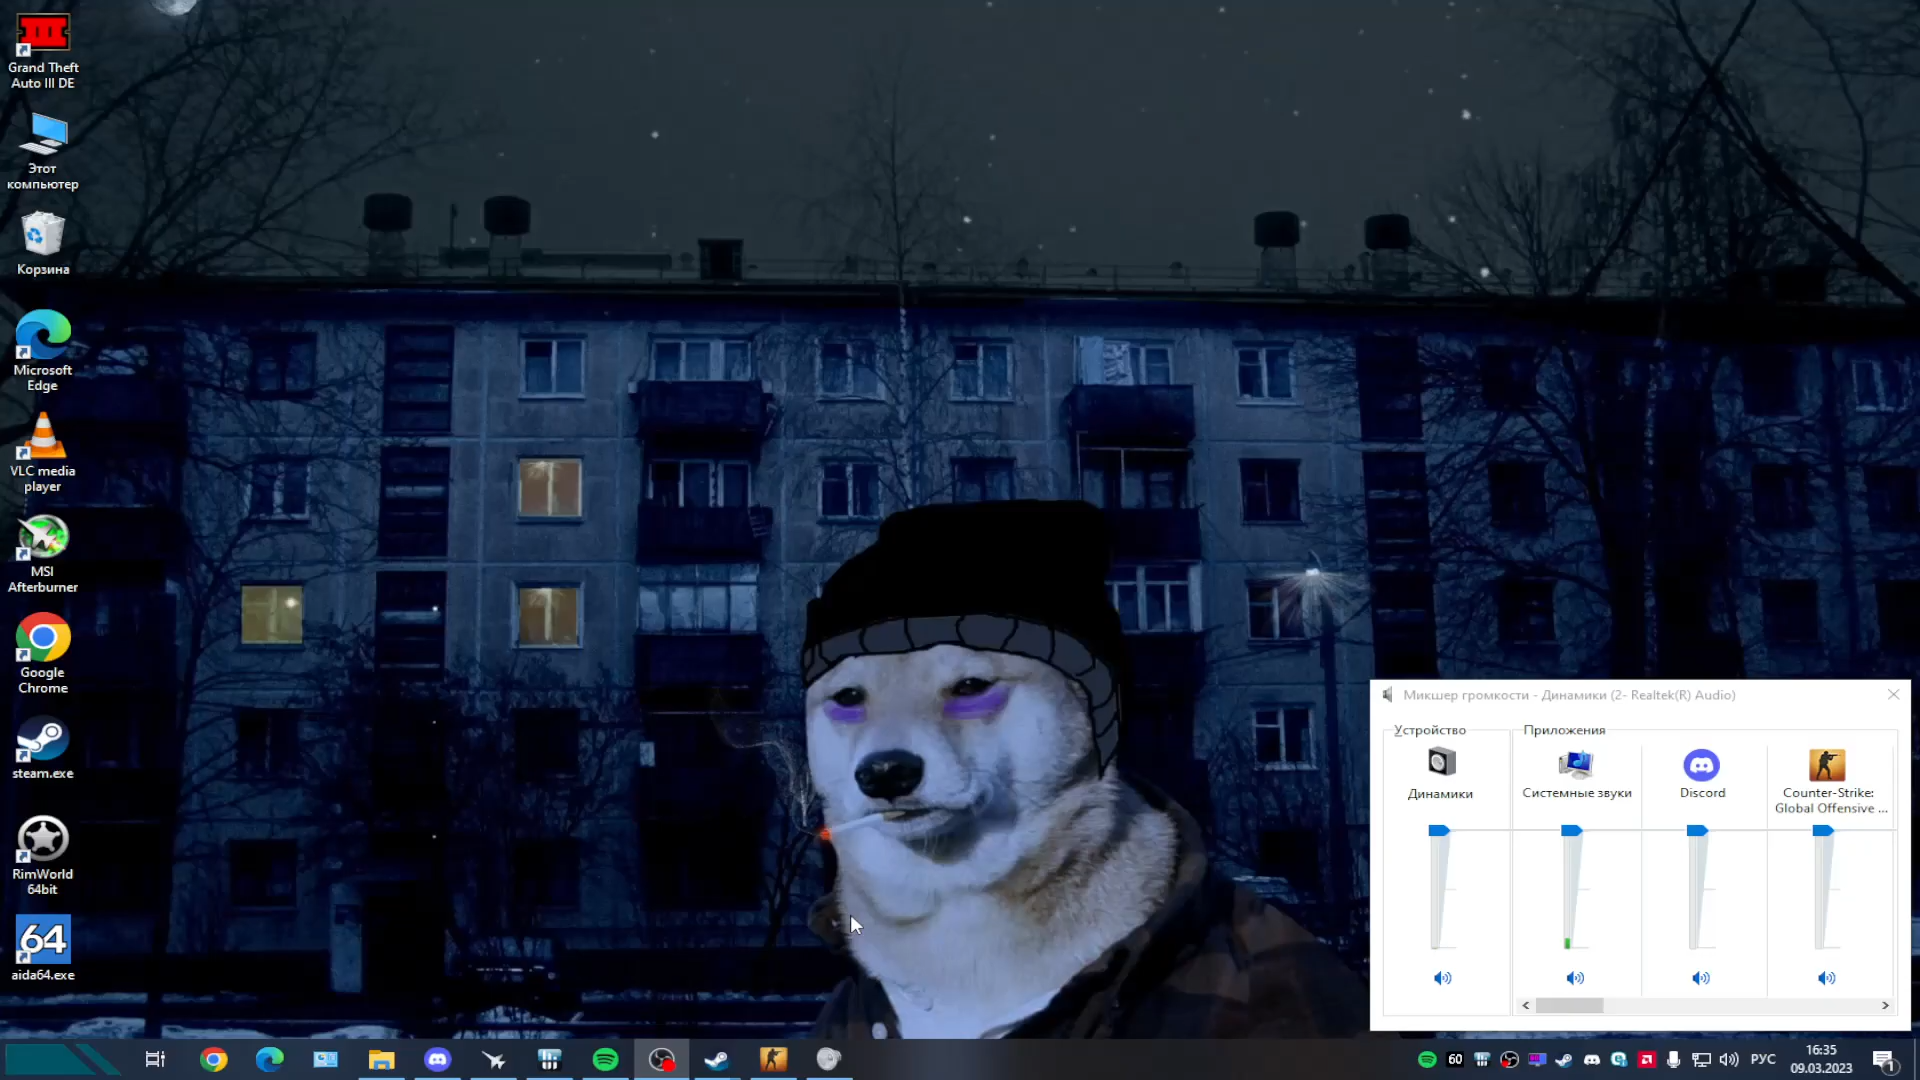 Grand Theft
Auto III DE
Этот
компьютер
Корзина
Microsoft
Edge
VLC media
player
MSI
Afterburner
Google
Chrome
steam.exe
RimWorld
64bit
64
aida64.exe
Микшер громкости - Динамики (2- Realtek(R) Audio)
Устройство
Приложения
Динамики
Системные звуки
Discord
Counter-Strike:
Global Offensive ...
60
РУС
16:35
09.03.2023
1